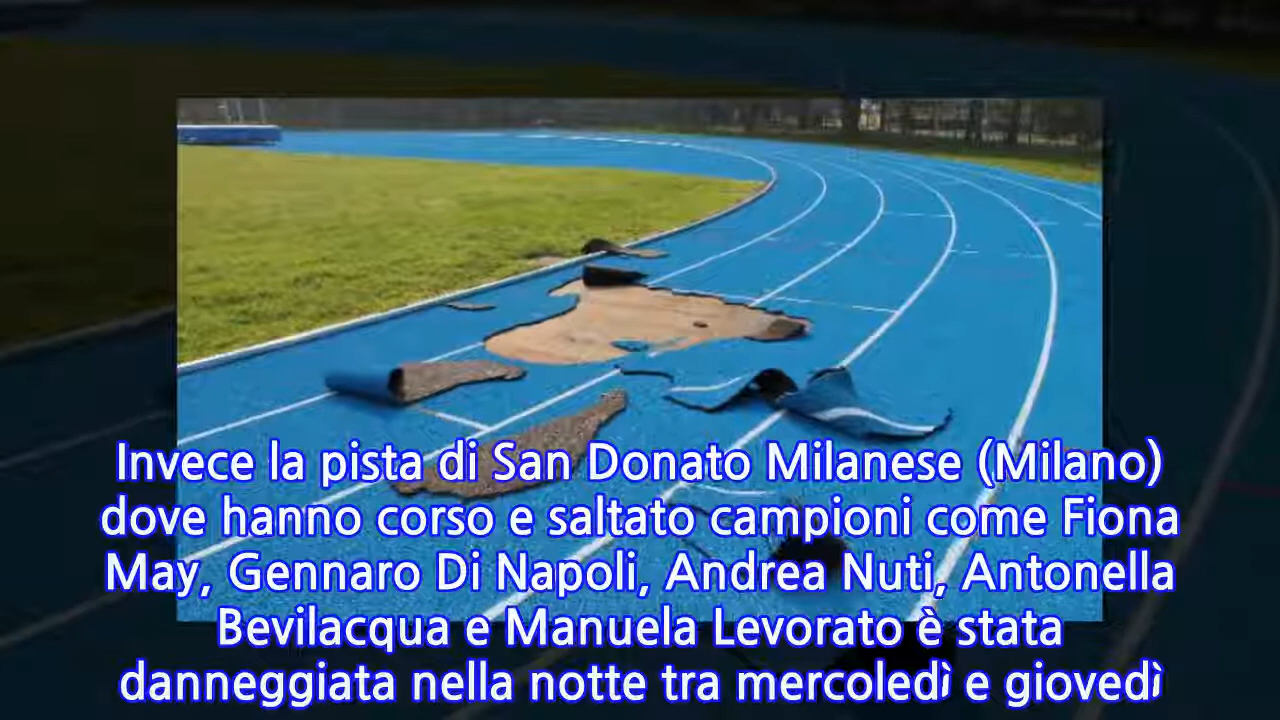 Invece la pista di San Donato Milanese (Milano)
dove hanno corso e saltato campioni come Fiona
May, Gennaro Di Napoli, Andrea Nuti, Antonella
Bevilacqua e Manuela Levorato è stata
danneggiata nella notte tra mercoledì e giovedì